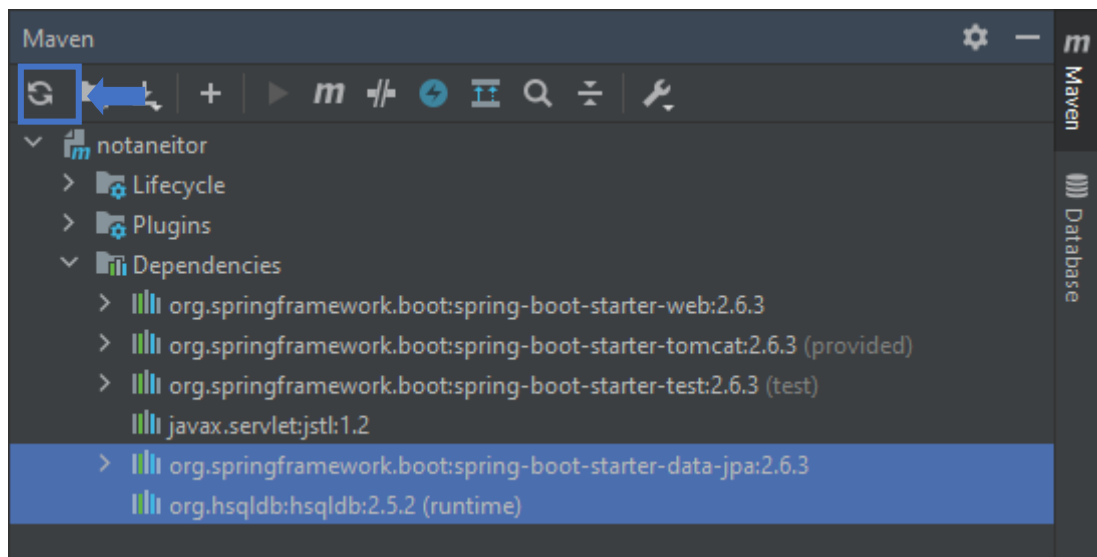 Maven
notaneitor
Lifecycle
Plugins
Dependencies
org.springframework.boot:spring-boot-starter-web:2.6.3
org.springframework.boot:spring-boot-starter-tomcat:2.6.3 (provided)
org.springframework.boot:spring-boot-starter-test:2.6.3 (test)
javax.servlet:jstl:1.2
org.springframework.boot:spring-boot-starter-data-jpa:2.6.3
org.hsqldb:hsqldb:2.5.2 (runtime)
m Maven
Database